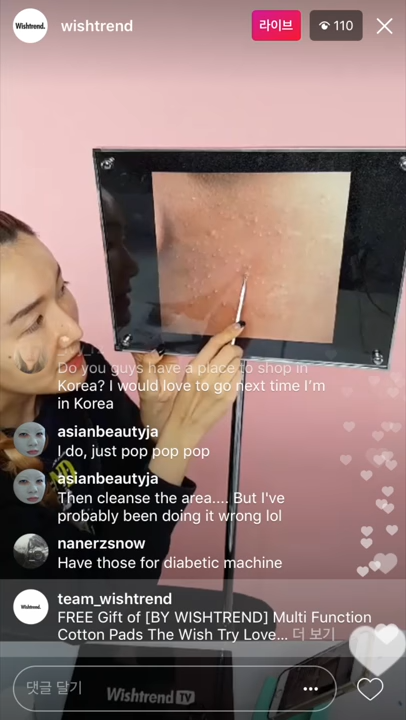 Wishtrend.
wishtrend
라이브
110
Do you guys have a place to shop in
Korea? I would love to go next time I'm
in Korea
asianbeautyja
I do, just pop pop pop
asianbeautyja
Then cleanse the area.... But I've
probably been doing it wrong lol
nanerzsnow
Have those for diabetic machine
Wishtrend.
team_wishtrend
FREE Gift of [BY WISHTREND] Multi Function
Cotton Pads The Wish Try Love... 더 보기
댓글 달기
Wishtrend TV